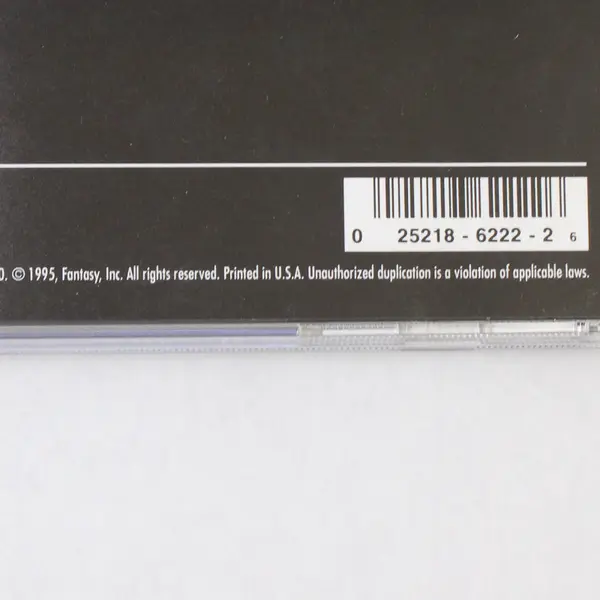 0 25218 - 6222 - 2 6
0. © 1995, Fantasy, Inc. All rights reserved. Printed in U.S.A. Unauthorized duplication is a violation of applicable laws.